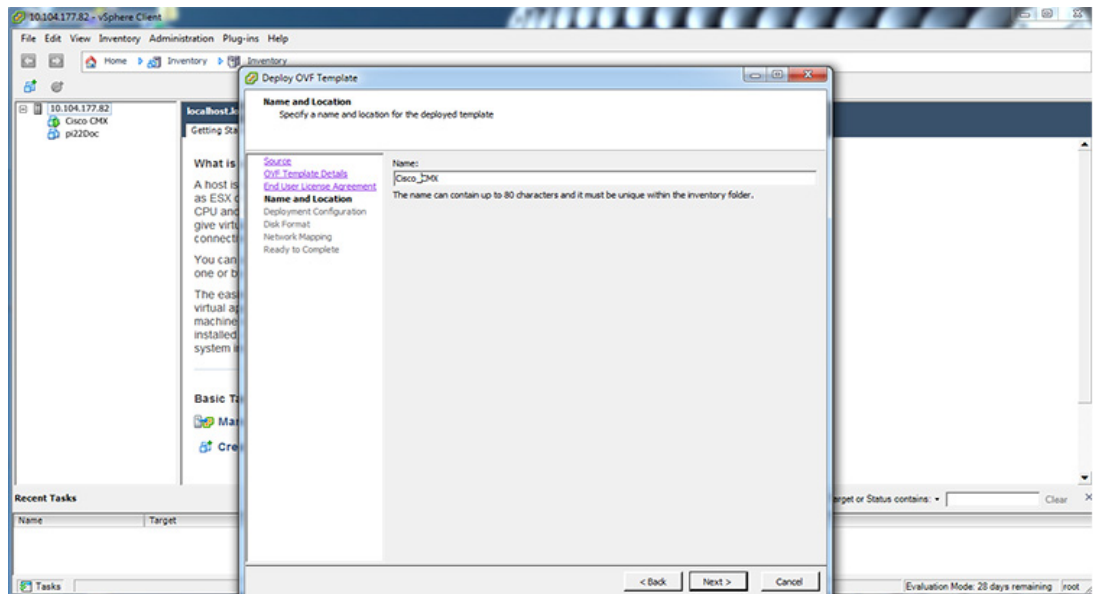 10.104.177.82 - vSphere Client
File Edit View Inventory Administration Plug-ins Help
Home Inventory Inventory
10.104.177.82
Cisco CMX
pi22Doc
localhost.lo
Getting Sta
What is
A host is
as ESX
CPU and
give virtu
connecti
You can
one or b
The easi
virtual ap
machine
installed
system i
Basic Ta
Mar
Cre
Deploy OVF Template
Name and Location
Specify a name and location for the deployed template
Source
OVF Template Details
End User License Agreement
Name and Location
Deployment Configuration
Disk Format
Network Mapping
Ready to Complete
Name:
Cisco_CMX
The name can contain up to 80 characters and it must be unique within the inventory folder.
< Back Next > Cancel
Recent Tasks
arget or Status contains: Clear
Name Target
Tasks
Evaluation Mode: 28 days remaining root